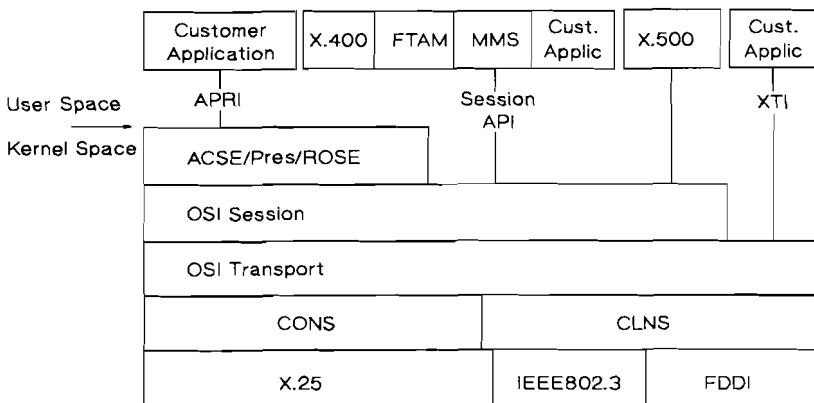 Customer
Application
X.400
FTAM
MMS
Cust.
Applic
X.500
Cust.
Applic
User Space
APRI
Session
API
XTI
Kernel Space
ACSE/Pres/ROSE
OSI Session
OSI Transport
CONS
CLNS
X.25
IEEE802.3
FDDI